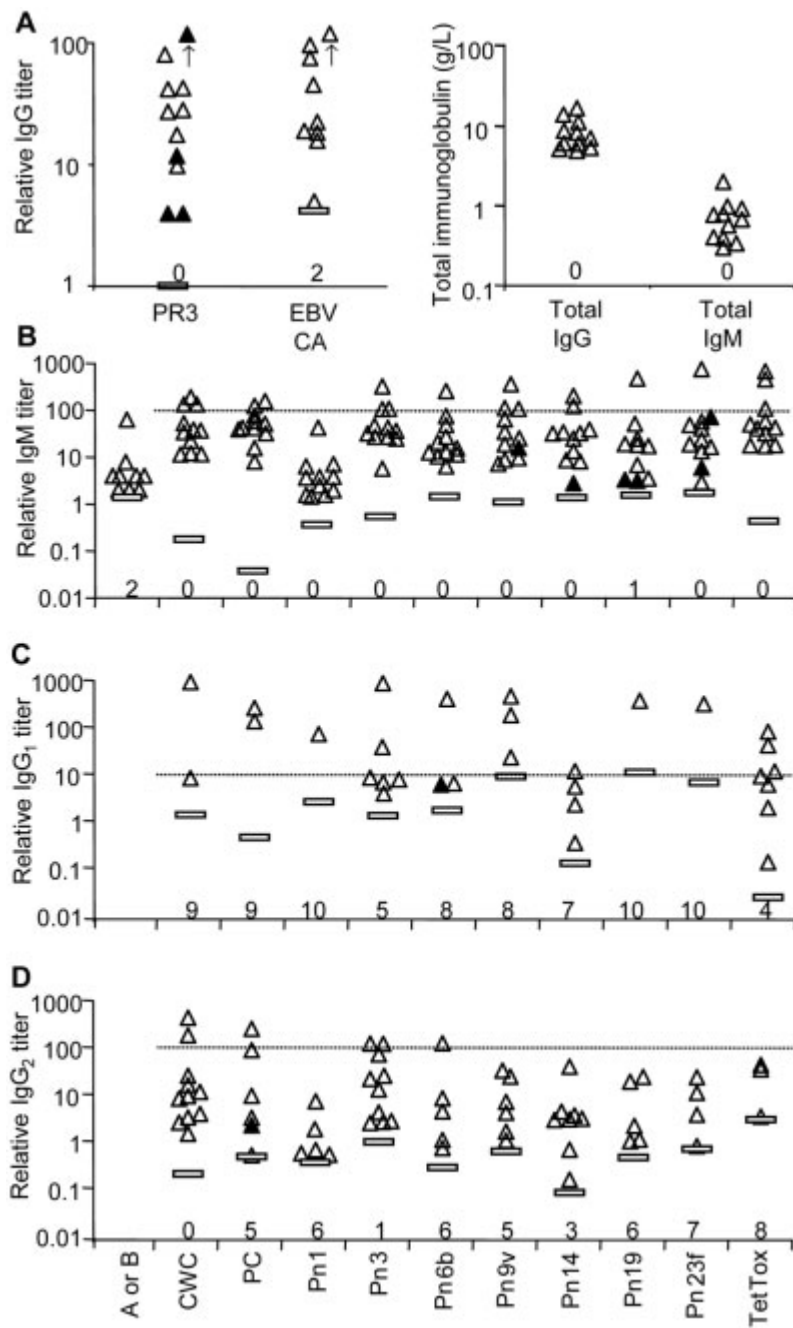 A
Relative IgG titer
100
10
1
0
2
PR3
EBV
CA
Total immunoglobulin (g/L)
10
1
0.1
0
0
Total
IgG
Total
IgM
B
Relative IgM titer
1000
100
10
1
0.1
0.01
2 0 0 0 0 0 0 0 1 0 0
C
Relative IgG1 titer
1000
100
10
1
0.1
0.01
9 9 10 5 8 8 7 10 10 4
D
Relative IgG2 titer
1000
100
10
1
0.1
0.01
0 5 6 1 6 5 3 6 7 8
A or B
CWC
PC
Pn1
Pn3
Pn6b
Pn9v
Pn14
Pn19
Pn23f
TetTox